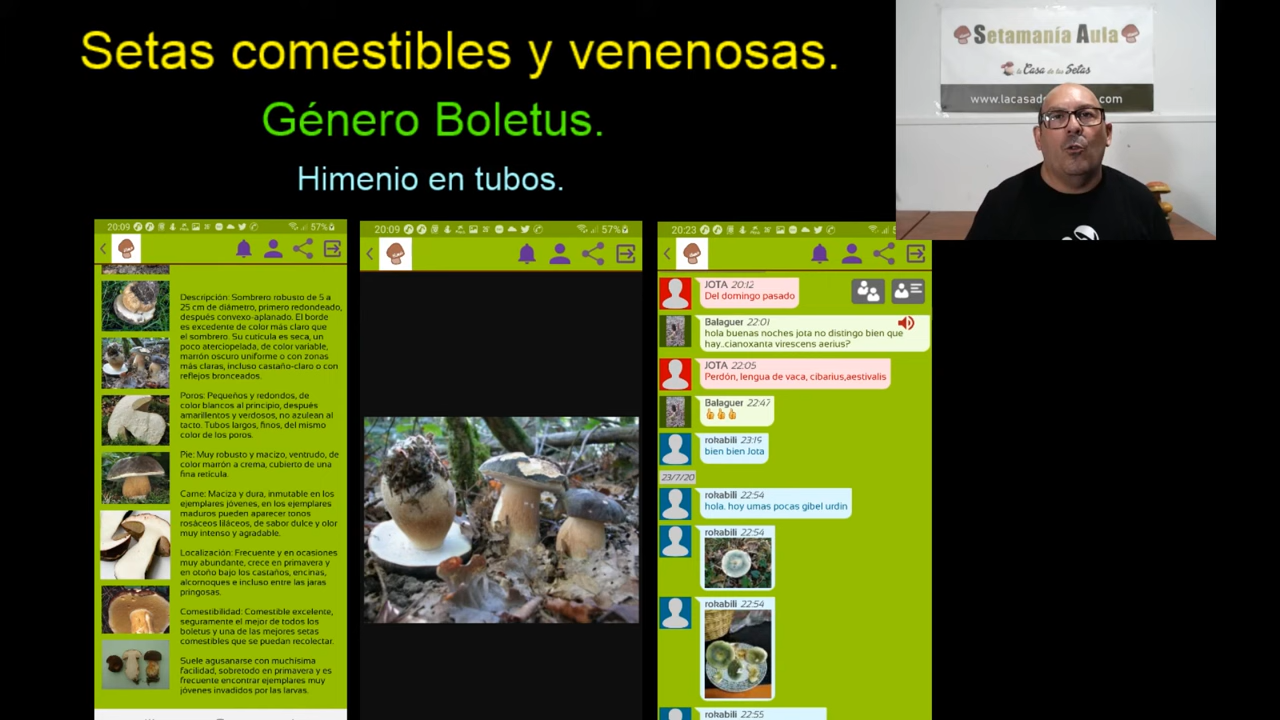 Setas comestibles y venenosas.
Género Boletus.
Himenio en tubos.
Setamanía Aula
la Casa de las Setas
20:09
57%
Descripción: Sombrero robusto de 5 a
25 cm de diámetro, primero redondeado,
después convexo-aplanado. El borde
es excedente de color más claro que
el sombrero. Su cutícula es seca, un
poco aterciopelada, de color variable,
marrón oscuro uniforme o con zonas
más claras, incluso castaño-claro o con
reflejos bronceados.
Poros: Pequeños y redondos, de
color blancos al principio, después
amarillentos y verdosos, no azulean al
tacto. Tubos largos, finos, del mismo
color de los poros.
Pie: Muy robusto y macizo, ventrudo, de
color marrón a crema, cubierto de una
fina retícula.
Carne: Maciza y dura, inmutable en los
ejemplares jóvenes, en los ejemplares
maduros pueden aparecer tonos
rosáceos liláceos, de sabor dulce y olor
muy intenso y agradable.
Localización: Frecuente y en ocasiones
muy abundante, crece en primavera y
en otoño bajo los castaños, encinas,
alcornoques e incluso entre las jaras
pringosas.
Comestibilidad: Comestible excelente,
seguramente el mejor de todos los
boletus y una de las mejores setas
comestibles que se puedan recolectar.
Suele agusanarse con muchísima
facilidad, sobretodo en primavera y es
frecuente encontrar ejemplares muy
jóvenes invadidos por las larvas.
20:09
57%
20:23
JOTA 20:12
Del domingo pasado
Balaguer 22:01
hola buenas noches jota no distingo bien que
hay..cianoxanta virescens aerius?
JOTA 22:05
Perdón, lengua de vaca, cibarius,aestivalis
Balaguer 22:47
rokabili 23:19
bien bien Jota
23/7/20
rokabili 22:54
hola. hoy umas pocas gibel urdin
rokabili 22:54
rokabili 22:54
rokabili 22:55